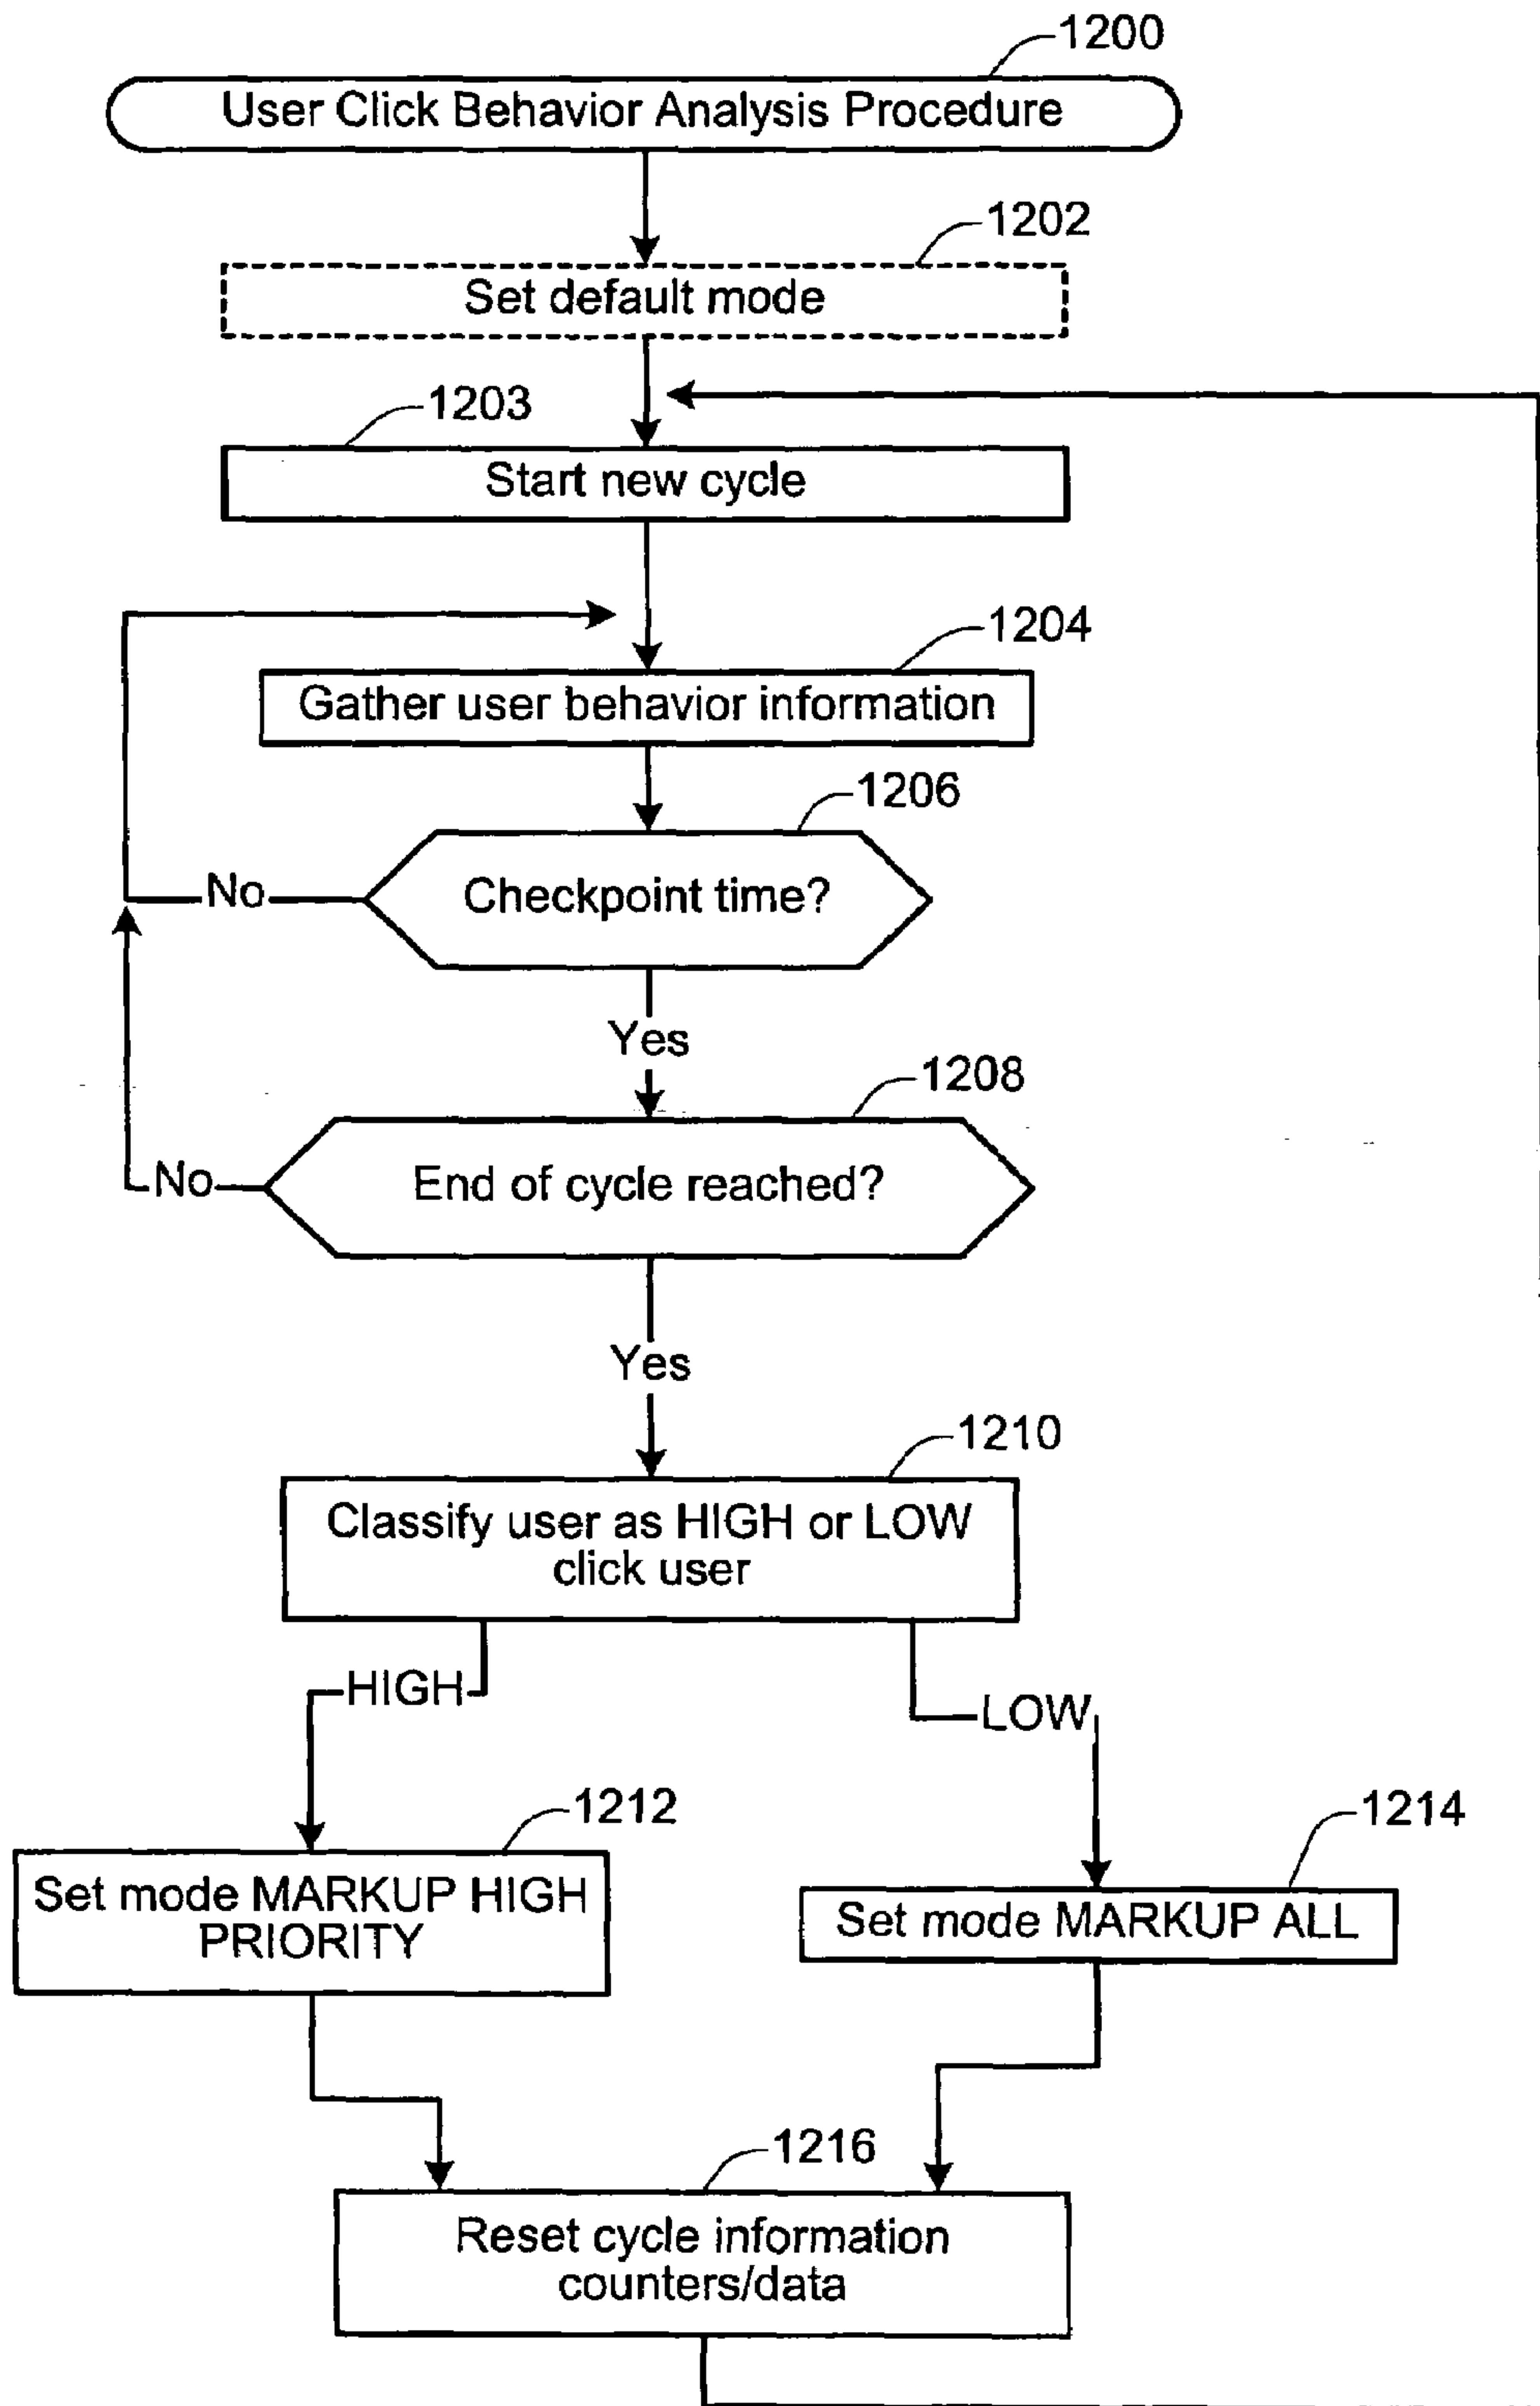 1200
User Click Behavior Analysis Procedure
1202
Set default mode
1203
Start new cycle
1204
Gather user behavior information
1206
Checkpoint time?
No
Yes
1208
End of cycle reached?
No
Yes
1210
Classify user as HIGH or LOW
click user
HIGH
LOW
1212
Set mode MARKUP HIGH
PRIORITY
1214
Set mode MARKUP ALL
1216
Reset cycle information
counters/data